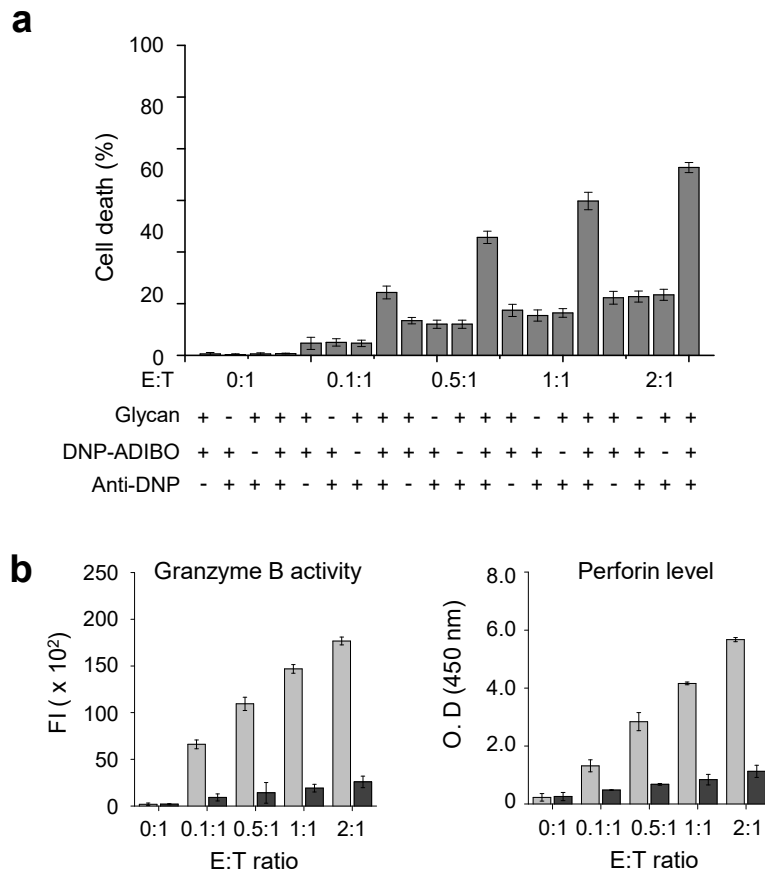 a
100
80
60
40
20
0
Cell death (%)
E:T 0:1 0.1:1 0.5:1 1:1 2:1
Glycan + - + + + - + + + - + + + - + + + - + +
DNP-ADIBO + + - + + + - + + + - + + + - + + + - +
Anti-DNP - + + + - + + + - + + + - + + + - + + +
b
Granzyme B activity
250
200
150
100
50
0
FI ( x 10²)
0:1 0.1:1 0.5:1 1:1 2:1
E:T ratio
Perforin level
8.0
6.0
4.0
2.0
0
O. D (450 nm)
0:1 0.1:1 0.5:1 1:1 2:1
E:T ratio